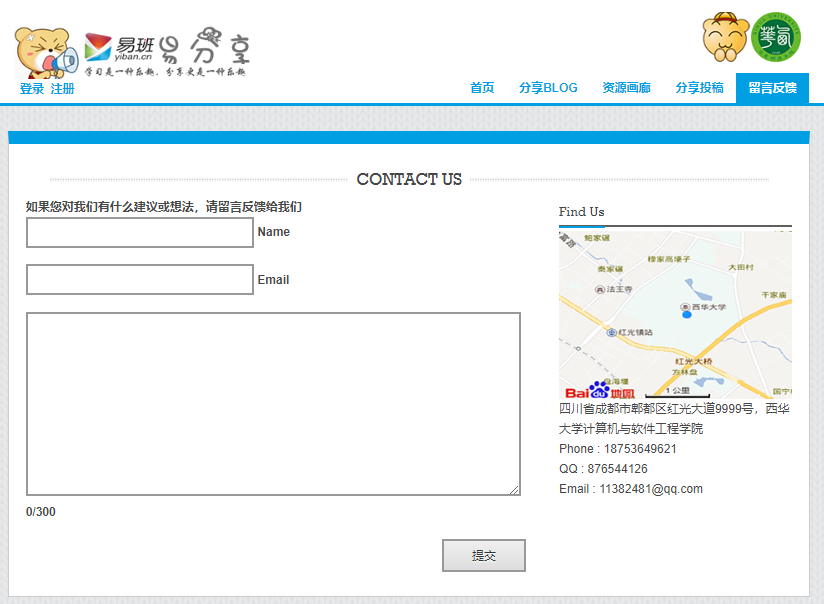 易班
yiban.cn
易分享
学习是一种乐趣，分享更是一种乐趣
華
登录 注册
首页 分享BLOG 资源画廊 分享投稿 留言反馈
CONTACT US
如果您对我们有什么建议或想法，请留言反馈给我们
Name
Email
0/300
提交
Find Us
鲍家碾
穆家高壕子
秦家碾
大田村
法王寺
千家庙
西华大学
红光镇站
红光大桥
方林盘
1 公里
Bai du 地图
四川省成都市郫都区红光大道9999号，西华
大学计算机与软件工程学院
Phone : 18753649621
QQ : 876544126
Email : 11382481@qq.com